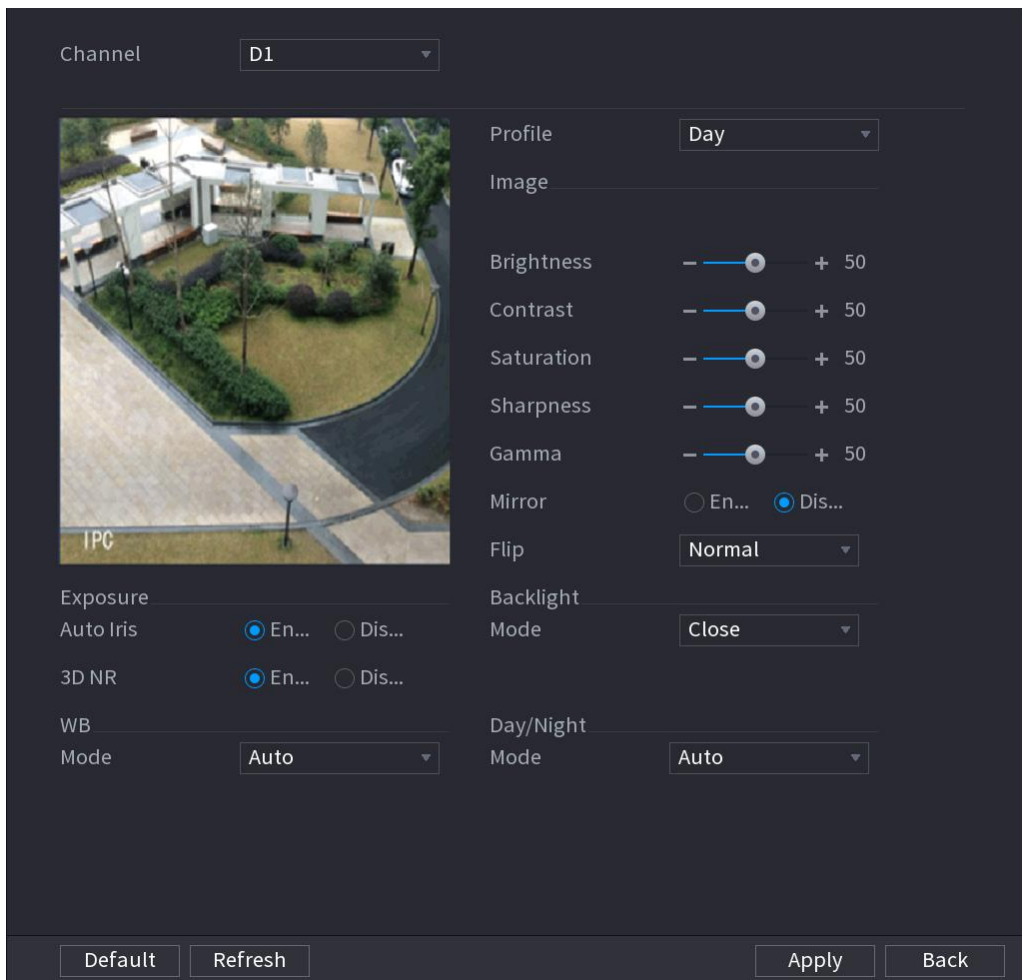 Channel D1
Profile Day
Image
Brightness 50
Contrast 50
Saturation 50
Sharpness 50
Gamma 50
Mirror En... Dis...
Flip Normal
IPC
Exposure Backlight
Auto Iris En... Dis... Mode Close
3D NR En... Dis...
WB Day/Night
Mode Auto Mode Auto
Default Refresh Apply Back